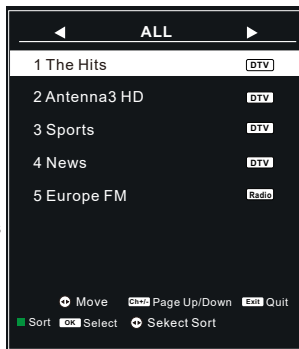 ALL
1 The Hits DTV
2 Antenna3 HD DTV
3 Sports DTV
4 News DTV
5 Europe FM Radio
Move Ch+/- Page Up/Down Exit Quit
Sort OK Select Sekect Sort